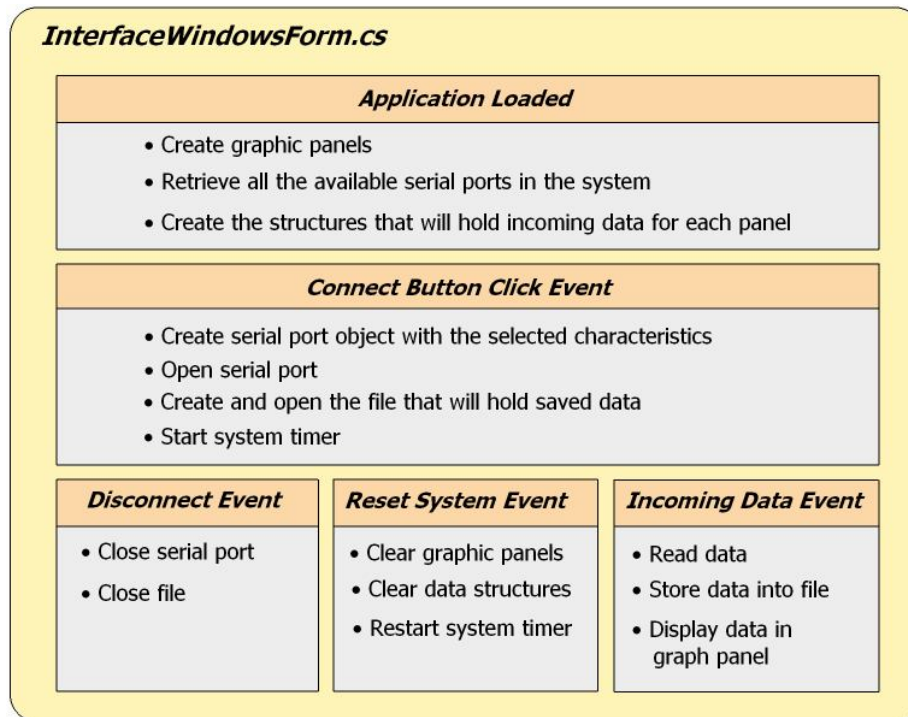 InterfaceWindowsForm.cs
Application Loaded
• Create graphic panels
• Retrieve all the available serial ports in the system
• Create the structures that will hold incoming data for each panel
Connect Button Click Event
• Create serial port object with the selected characteristics
• Open serial port
• Create and open the file that will hold saved data
• Start system timer
Disconnect Event
• Close serial port
• Close file
Reset System Event
• Clear graphic panels
• Clear data structures
• Restart system timer
Incoming Data Event
• Read data
• Store data into file
• Display data in
graph panel